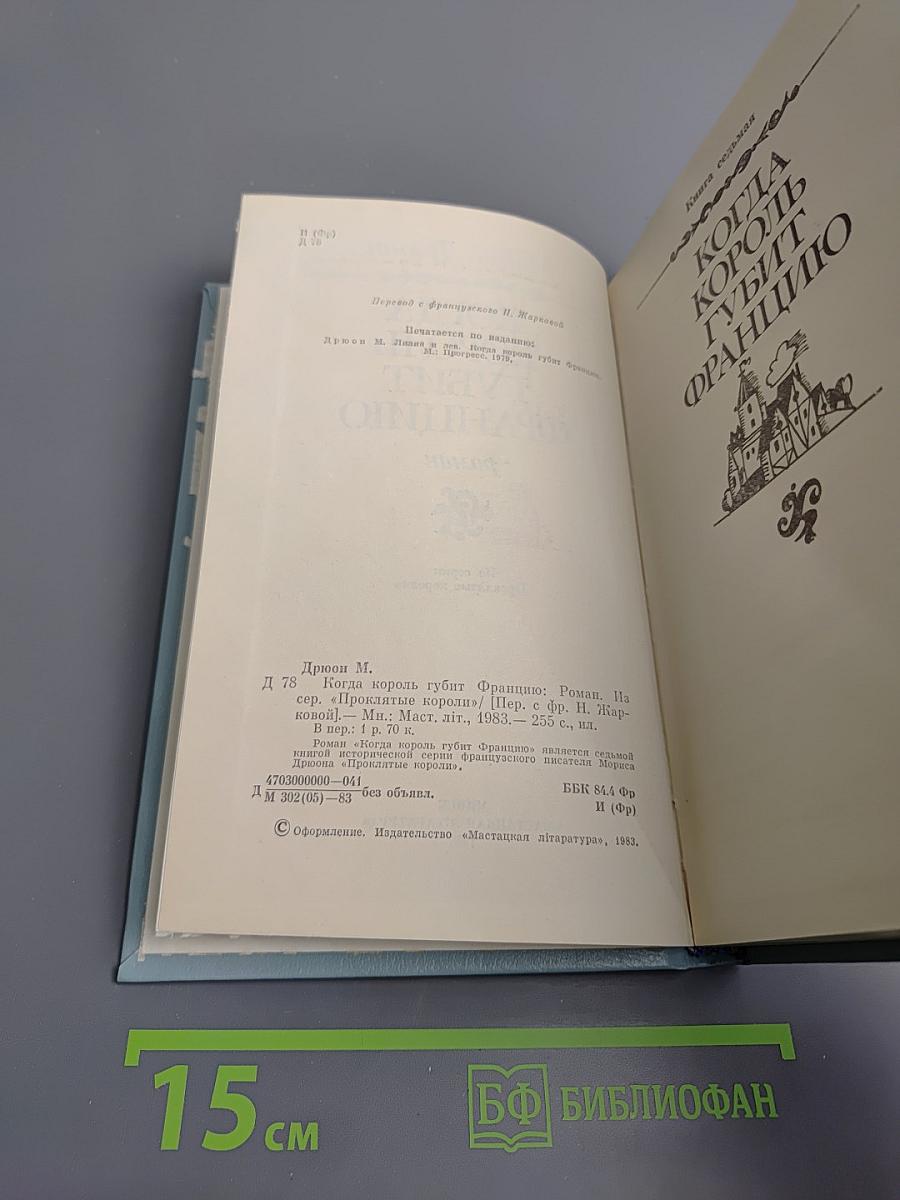 И (Фр)
Д 78
Перевод с французского Н. Жарковой
Печатается по изданию:
Дрюон М. Лилия и лев. Когда король губит Францию.
М.: Прогресс. 1979.
Дрюон М.
Д 78 Когда король губит Францию: Роман. Из
сер. «Проклятые короли»/ [Пер. с фр. Н. Жар-
ковой].— Мн.: Маст. літ., 1983.— 255 с., ил.
В пер.: 1 р. 70 к.
Роман «Когда король губит Францию» является седьмой
книгой исторической серии французского писателя Мориса
Дрюона «Проклятые короли».
Д 4703000000—041
М 302(05)—83 без объявл.
ББК 84.4 Фр
И (Фр)
© Оформление. Издательство «Мастацкая літаратура», 1983.
Книга седьмая
КОГДА
КОРОЛЬ
ГУБИТ
ФРАНЦИЮ
15 см
БФ БИБЛИОФАН